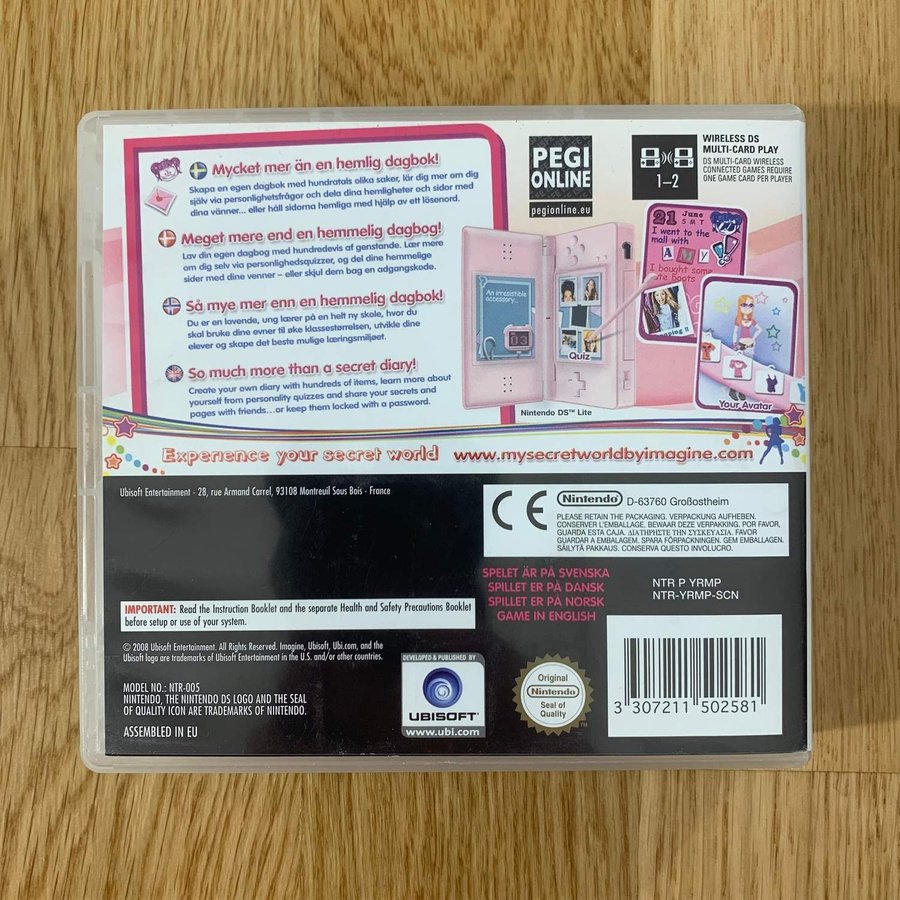 Mycket mer än en hemlig dagbok!
Skapa en egen dagbok med hundratals olika saker, lär dig mer om dig
själv via personlighetsfrågor och dela dina hemligheter och sidor med
dina vänner... eller håll sidorna hemliga med hjälp av ett lösenord.
Meget mere end en hemmelig dagbog!
Lav din egen dagbog med hundredevis af genstande. Lær mere
om dig selv via personlighedsquizzer, og del dine hemmelige
sider med dine venner – eller skjul dem bag en adgangskode.
Så mye mer enn en hemmelig dagbok!
Du er en lovende, ung lærer på en helt ny skole, hvor du
skal bruke dine evner til øke klassestørrelsen, utvikle dine
elever og skape det beste mulige læringsmiljøet.
So much more than a secret diary!
Create your own diary with hundreds of items, learn more about
yourself from personality quizzes and share your secrets and
pages with friends...or keep them locked with a password.
PEGI
ONLINE
pegionline.eu
1–2
WIRELESS DS
MULTI-CARD PLAY
DS MULTI-CARD WIRELESS
CONNECTED GAMES REQUIRE
ONE GAME CARD PER PLAYER
An irresistible
accessory...
03
Quiz
Nintendo DS™ Lite
21 June
S M T
I went to the
mall with
AMY
I bought some
Your Avatar
Experience your secret world
www.mysecretworldbyimagine.com
Ubisoft Entertainment - 28, rue Armand Carrel, 93108 Montreuil Sous Bois - France
CE
Nintendo D-63760 Großostheim
PLEASE RETAIN THE PACKAGING. VERPACKUNG AUFHEBEN.
CONSERVER L'EMBALLAGE. BEWAAR DEZE VERPAKKING. POR FAVOR,
GUARDA ESTA CAJA. ΔΙΑΤΗΡΗΣΤΕ ΤΗΝ ΣΥΣΚΕΥΑΣΙΑ. FAVOR
GUARDAR A EMBALAGEM. SPARA FÖRPACKNINGEN. GEM EMBALLAGEN.
SÄILYTÄ PAKKAUS. CONSERVA QUESTO INVOLUCRO.
SPELET ÄR PÅ SVENSKA
SPILLET ER PÅ DANSK
SPILLET ER PÅ NORSK
GAME IN ENGLISH
NTR P YRMP
NTR-YRMP-SCN
IMPORTANT: Read the Instruction Booklet and the separate Health and Safety Precautions Booklet
before setup or use of your system.
© 2008 Ubisoft Entertainment. All Rights Reserved. Imagine, Ubisoft, Ubi.com, and the
Ubisoft logo are trademarks of Ubisoft Entertainment in the U.S. and/or other countries.
MODEL NO.: NTR-005
NINTENDO, THE NINTENDO DS LOGO AND THE SEAL
OF QUALITY ICON ARE TRADEMARKS OF NINTENDO.
ASSEMBLED IN EU
DEVELOPED & PUBLISHED BY
UBISOFT
www.ubi.com
Original
Nintendo
Seal of
Quality
3 307211 502581